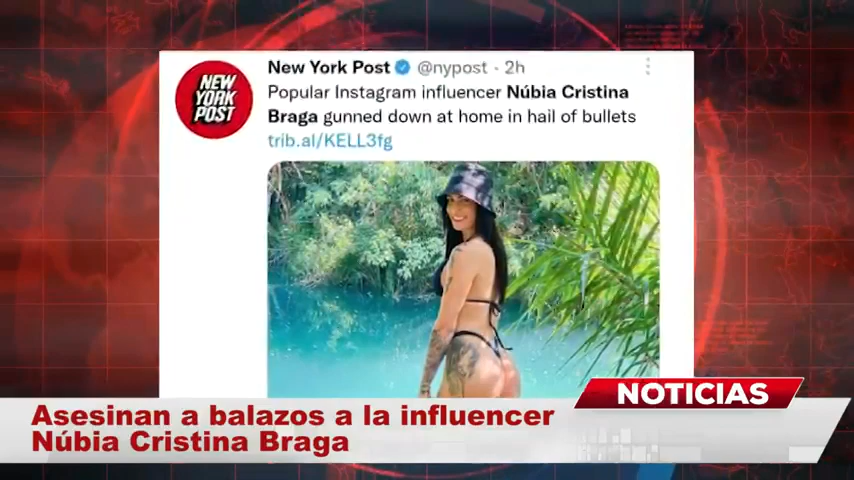 NEW
YORK
POST
New York Post @nypost · 2h
Popular Instagram influencer Núbia Cristina
Braga gunned down at home in hail of bullets
trib.al/KELL3fg
NOTICIAS
Asesinan a balazos a la influencer
Núbia Cristina Braga